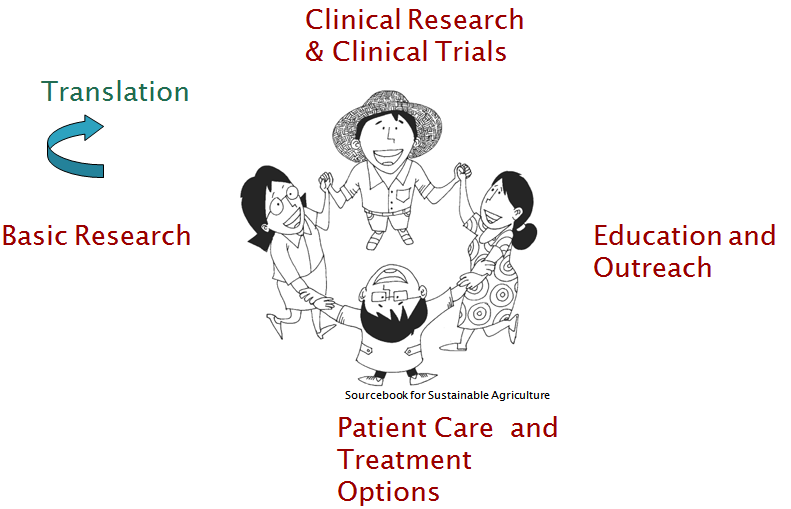 Clinical Research
& Clinical Trials
Translation
Basic Research
Education and
Outreach
Sourcebook for Sustainable Agriculture
Patient Care  and
Treatment
Options